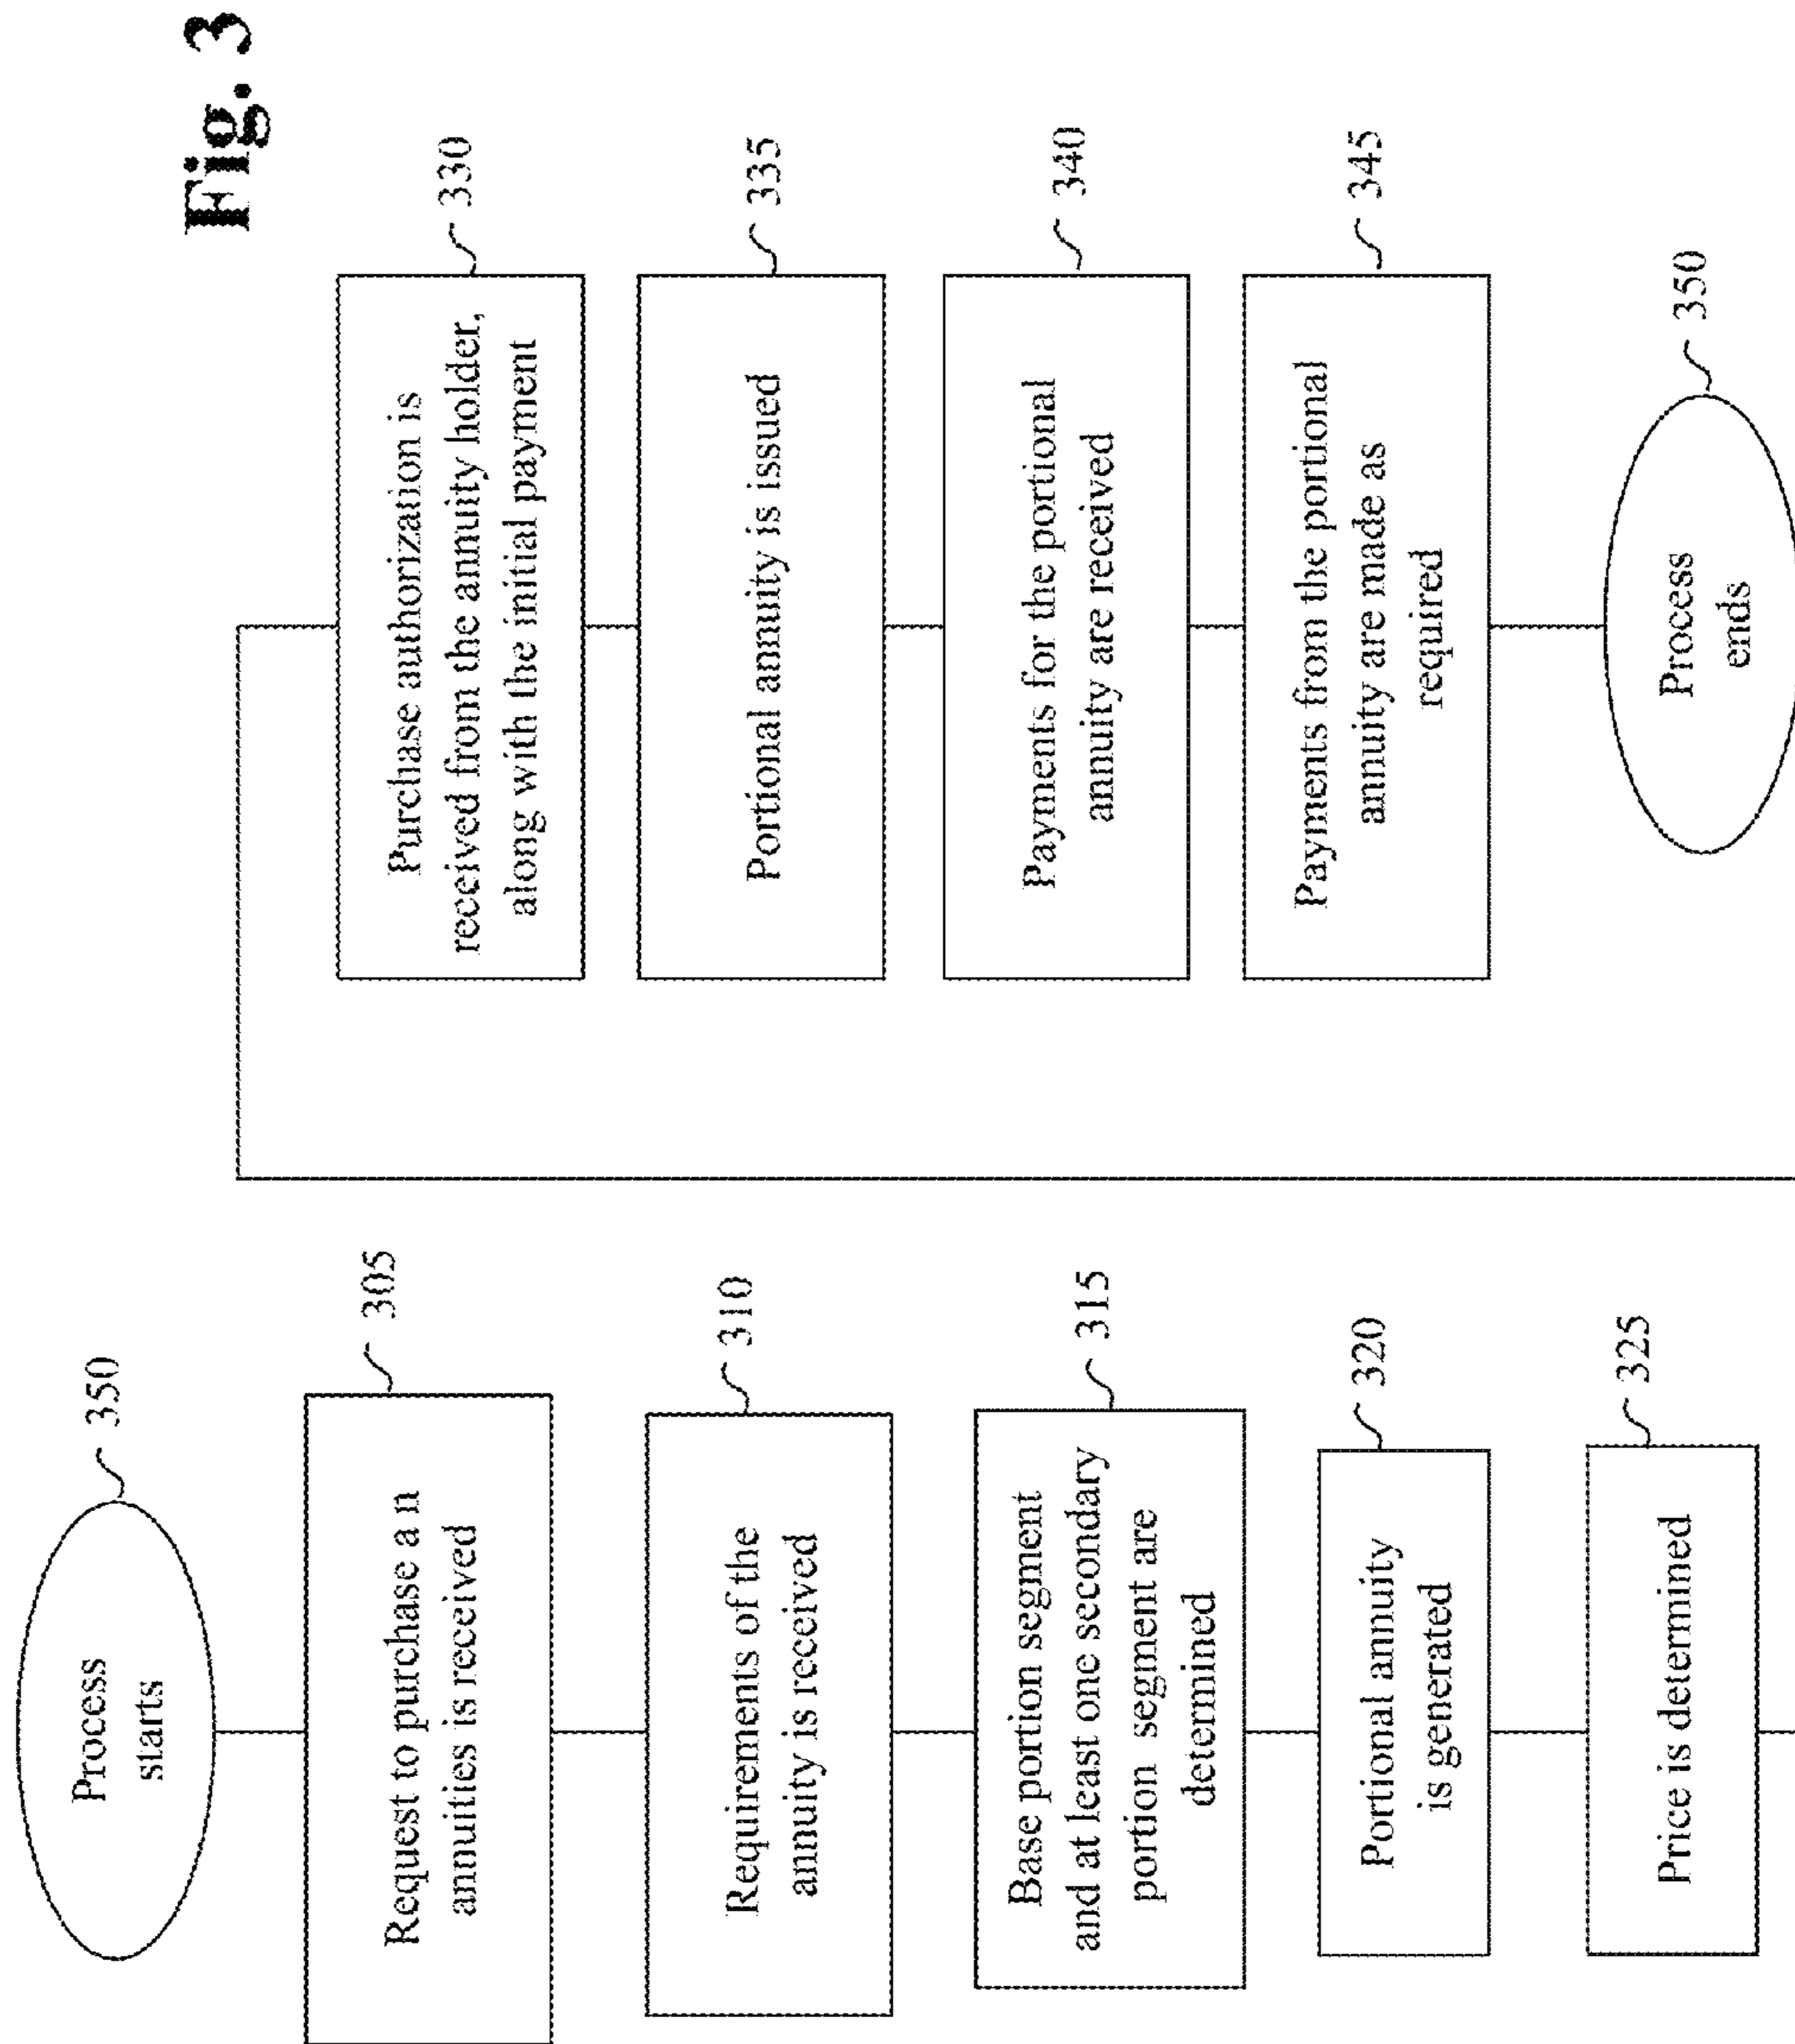 Fig. 3
Process
starts
350
Request to purchase a n
annuities is received
305
Requirements of the
annuity is received
310
Base portion segment
and at least one secondary
portion segment are
determined
315
Portional annuity
is generated
320
Price is determined
325
Purchase authorization is
received from the annuity holder,
along with the initial payment
330
Portional annuity is issued
335
Payments for the portional
annuity are received
340
Payments from the portional
annuity are made as
required
345
Process
ends
350